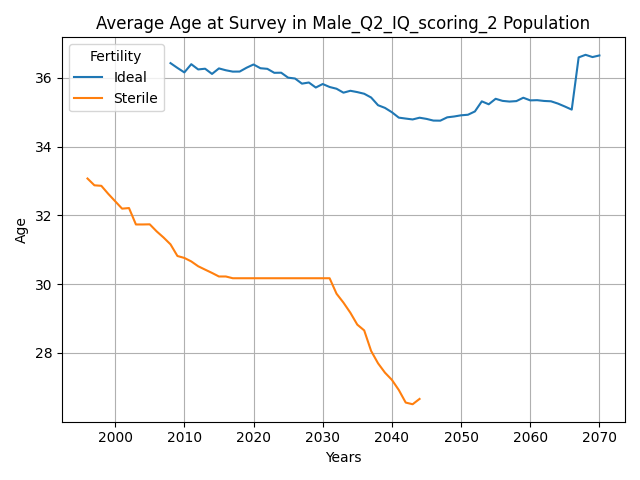 Average Age at Survey in Male_Q2_IQ_scoring_2 Population
Fertility
Ideal
Sterile
Age
36
34
32
30
28
2000 2010 2020 2030 2040 2050 2060 2070
Years